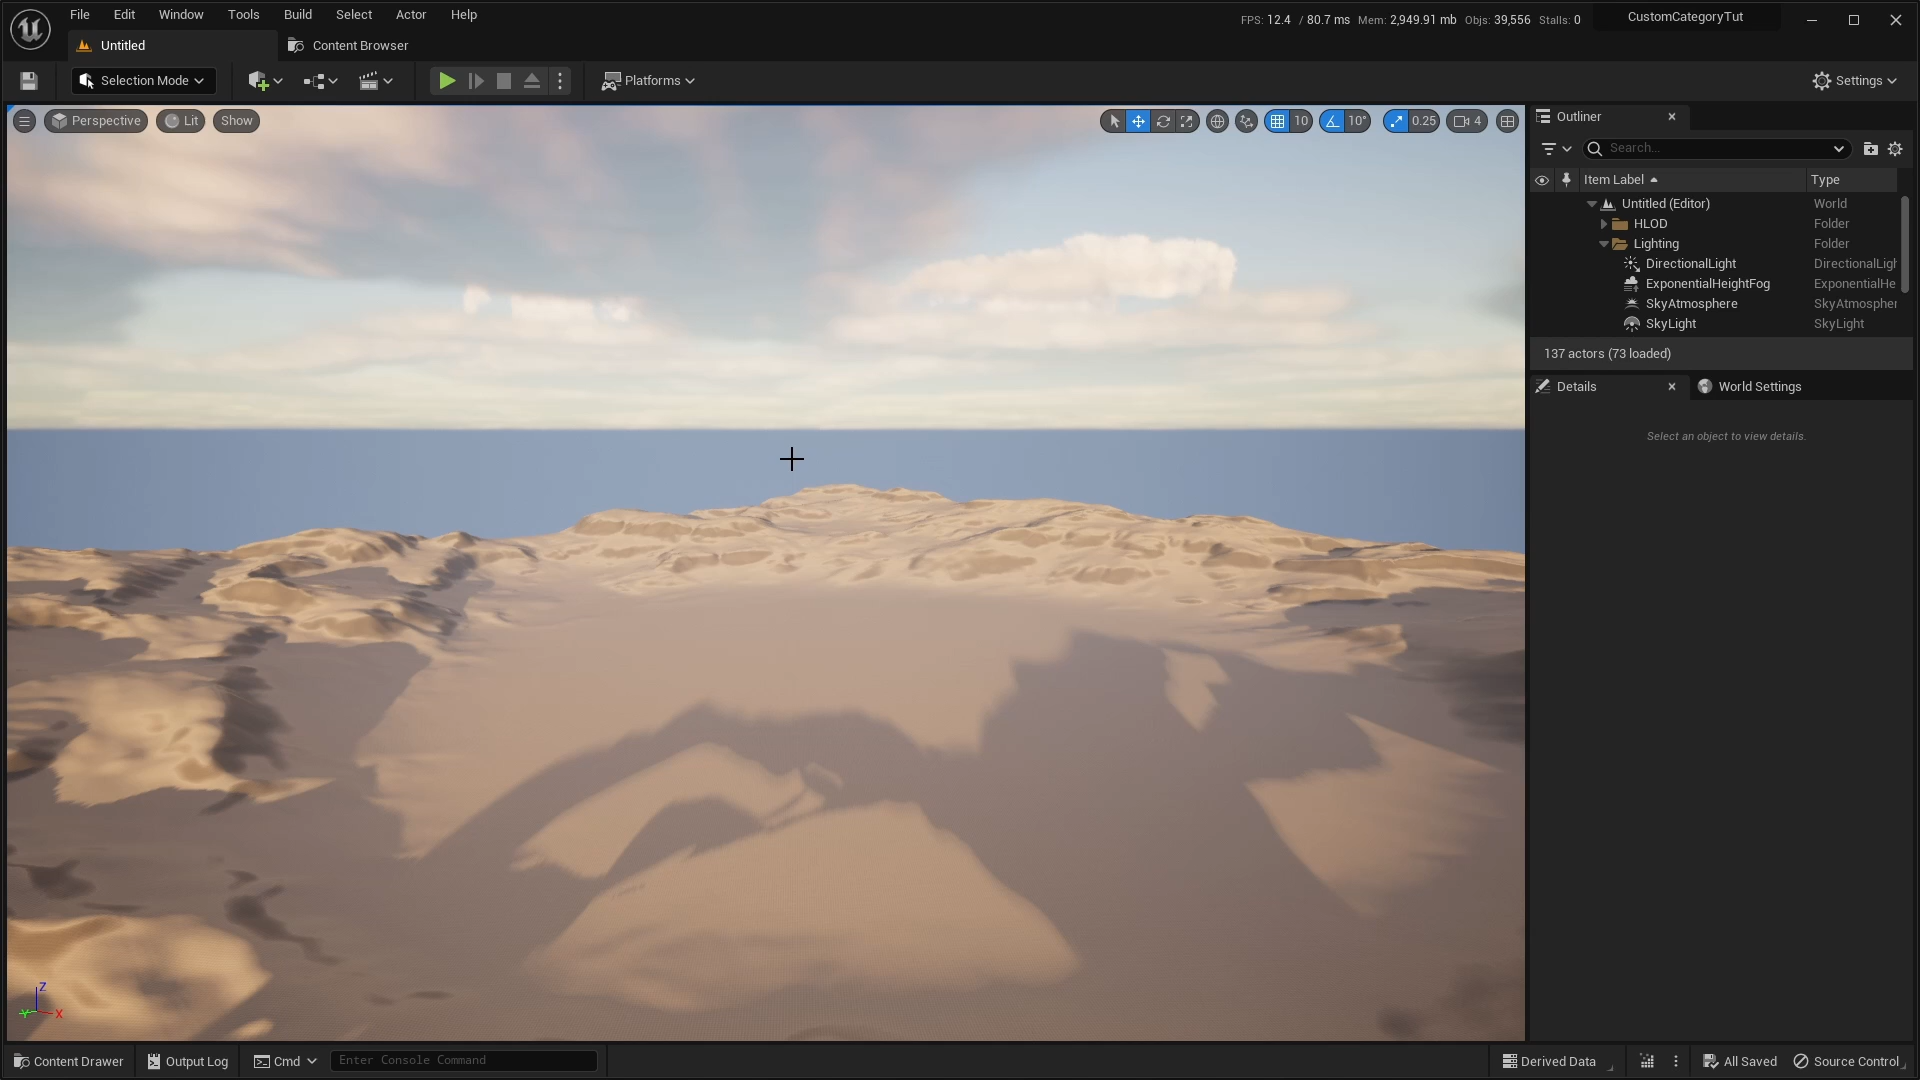 File Edit Window Tools Build Select Actor Help
FPS: 12.4 / 80.7 ms Mem: 2,949.91 mb Objs: 39,556 Stalls: 0
CustomCategoryTut
Untitled
Content Browser
Selection Mode
Platforms
Settings
Perspective
Lit
Show
10
10°
0.25
4
Outliner
Search...
Item Label Type
Untitled (Editor) World
HLOD Folder
Lighting Folder
DirectionalLight DirectionalLigh
ExponentialHeightFog ExponentialHe
SkyAtmosphere SkyAtmospher
SkyLight SkyLight
137 actors (73 loaded)
Details
World Settings
Select an object to view details.
Z
Y
X
Content Drawer
Output Log
Cmd
Enter Console Command
Derived Data
All Saved
Source Control